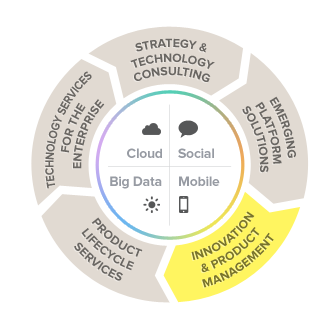 STRATEGY &
TECHNOLOGY
CONSULTING
EMERGING
PLATFORM
SOLUTIONS
INNOVATION
& PRODUCT
MANAGEMENT
PRODUCT
LIFECYCLE
SERVICES
TECHNOLOGY SERVICES
FOR THE
ENTERPRISE
Cloud
Social
Big Data
Mobile